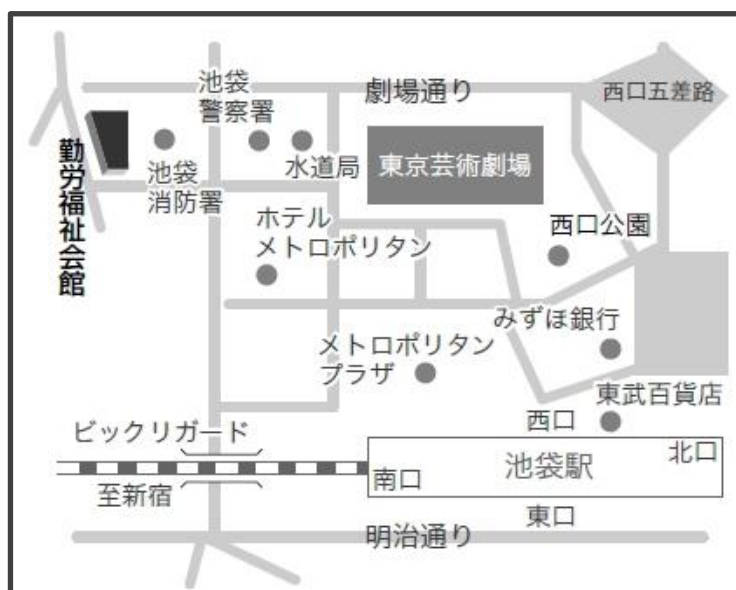 池袋
警察署
劇場通り
西口五差路
勤労福祉会館
池袋
消防署
水道局
東京芸術劇場
ホテル
メトロポリタン
西口公園
みずほ銀行
メトロポリタン
プラザ
東武百貨店
西口
ビックリガード
北口
池袋駅
南口
至新宿
東口
明治通り